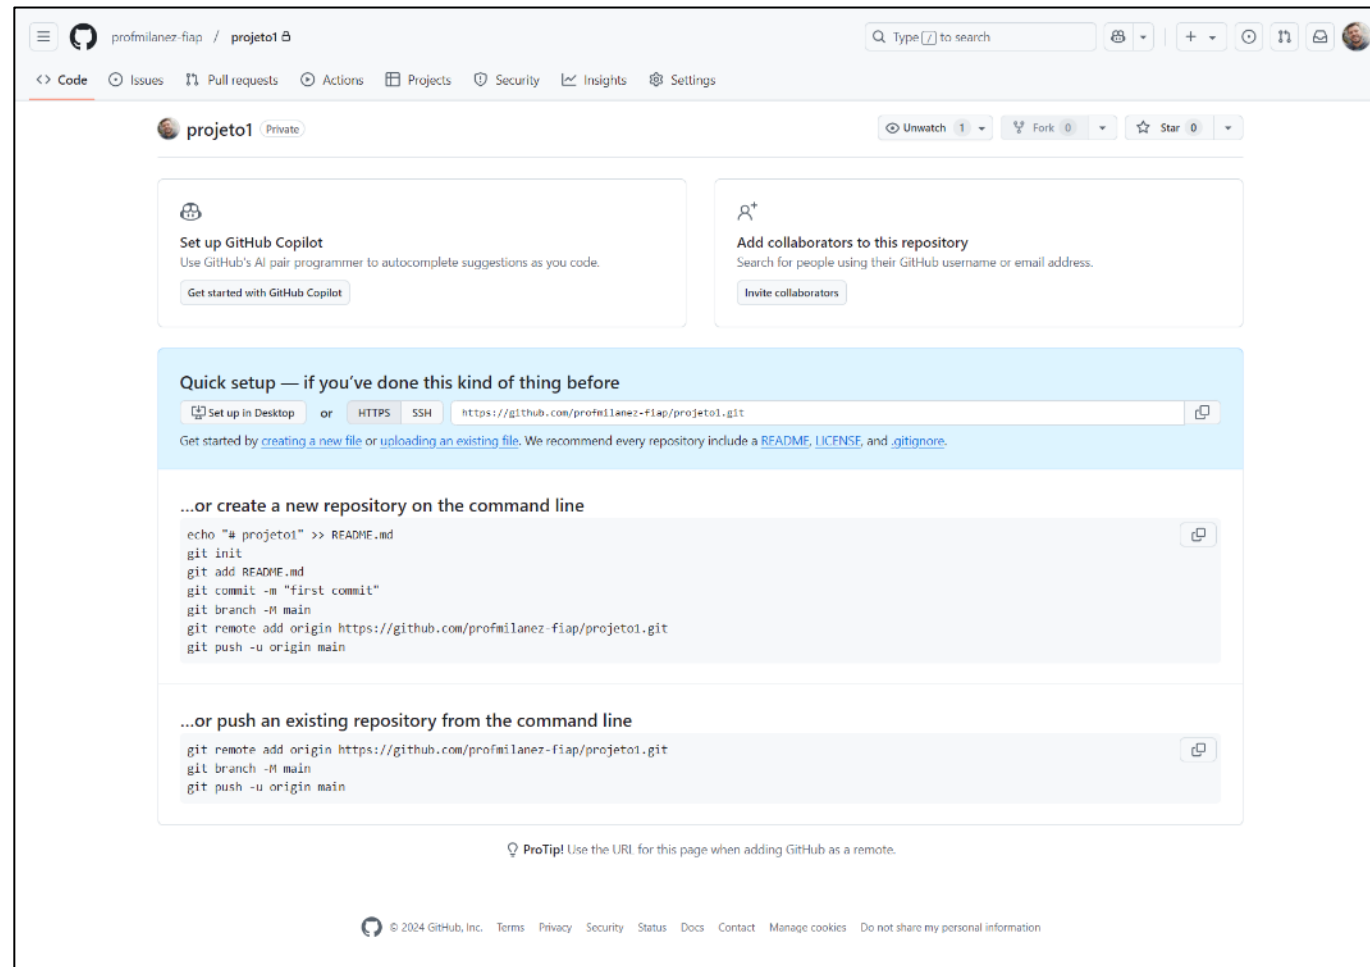 profmilanez-fiap / projeto1
Type / to search
Code Issues Pull requests Actions Projects Security Insights Settings
projeto1 Private
Unwatch 1 Fork 0 Star 0
Set up GitHub Copilot
Use GitHub's AI pair programmer to autocomplete suggestions as you code.
Get started with GitHub Copilot
Add collaborators to this repository
Search for people using their GitHub username or email address.
Invite collaborators
Quick setup — if you've done this kind of thing before
Set up in Desktop or HTTPS SSH https://github.com/profmilanez-fiap/projeto1.git
Get started by creating a new file or uploading an existing file. We recommend every repository include a README, LICENSE, and .gitignore.
...or create a new repository on the command line
echo "# projeto1" >> README.md
git init
git add README.md
git commit -m "first commit"
git branch -M main
git remote add origin https://github.com/profmilanez-fiap/projeto1.git
git push -u origin main
...or push an existing repository from the command line
git remote add origin https://github.com/profmilanez-fiap/projeto1.git
git branch -M main
git push -u origin main
ProTip! Use the URL for this page when adding GitHub as a remote.
© 2024 GitHub, Inc. Terms Privacy Security Status Docs Contact Manage cookies Do not share my personal information